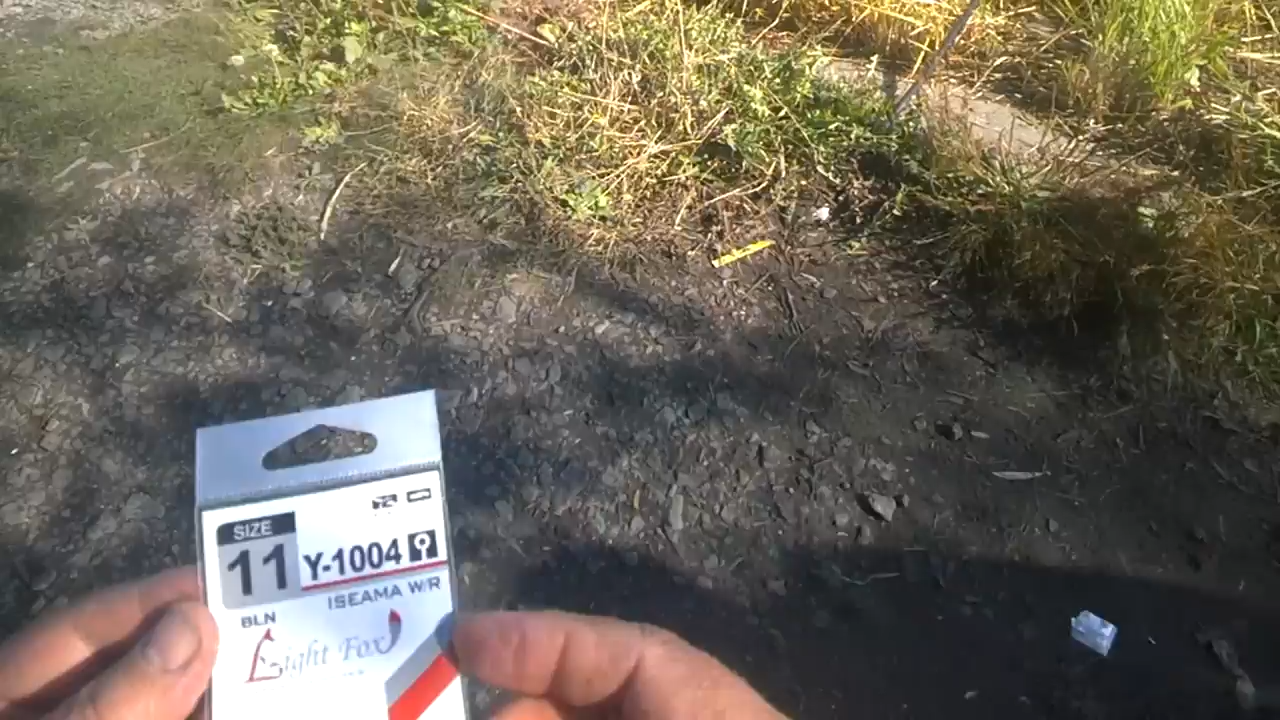 SIZE
11
Y-1004
ISEAMA W/R
BLN
Light Fox